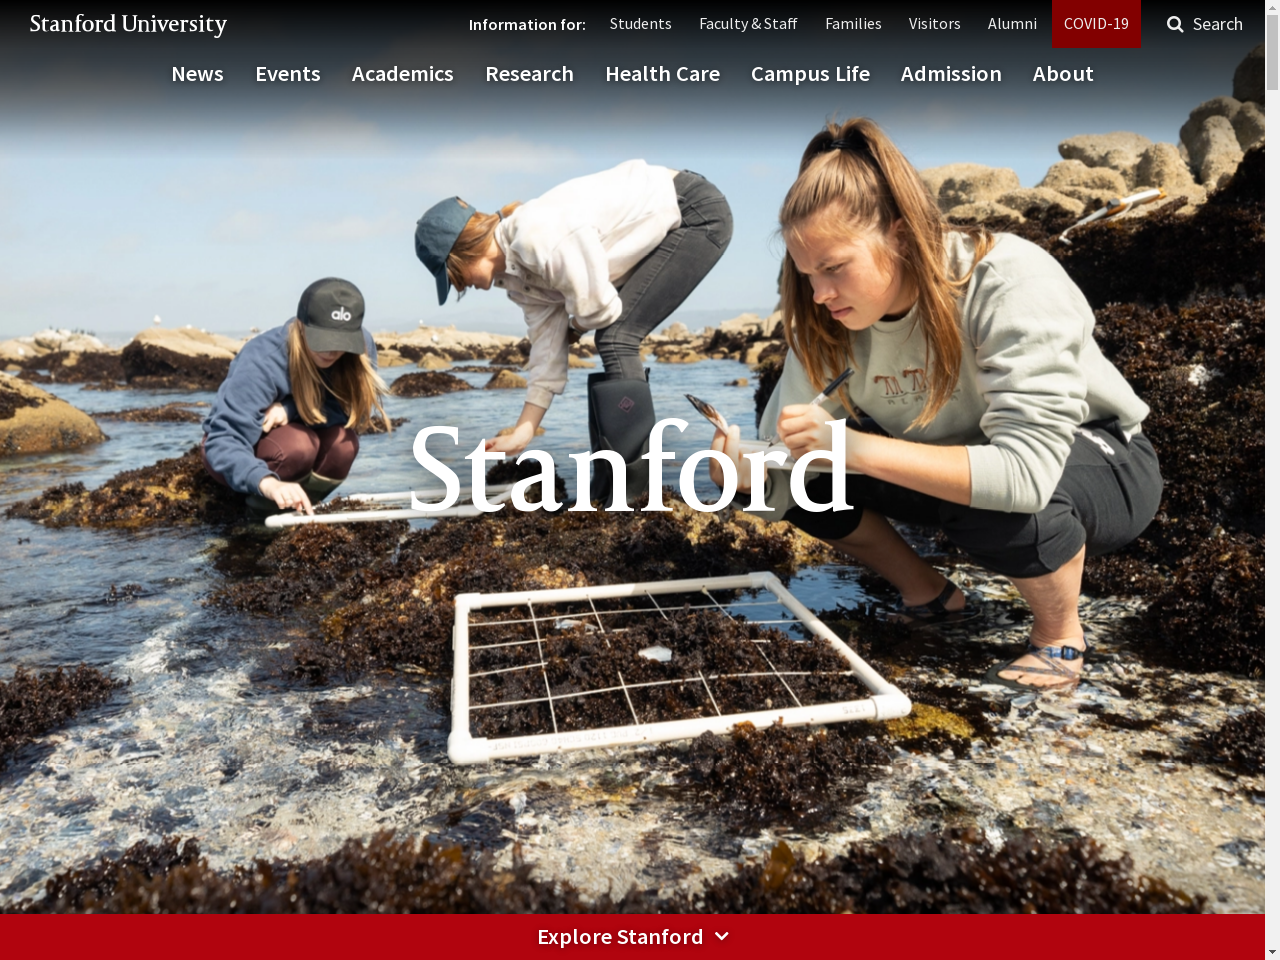 Stanford University
Information for: Students Faculty & Staff Families Visitors Alumni COVID-19 Search
News Events Academics Research Health Care Campus Life Admission About
alo
Stanford
Explore Stanford